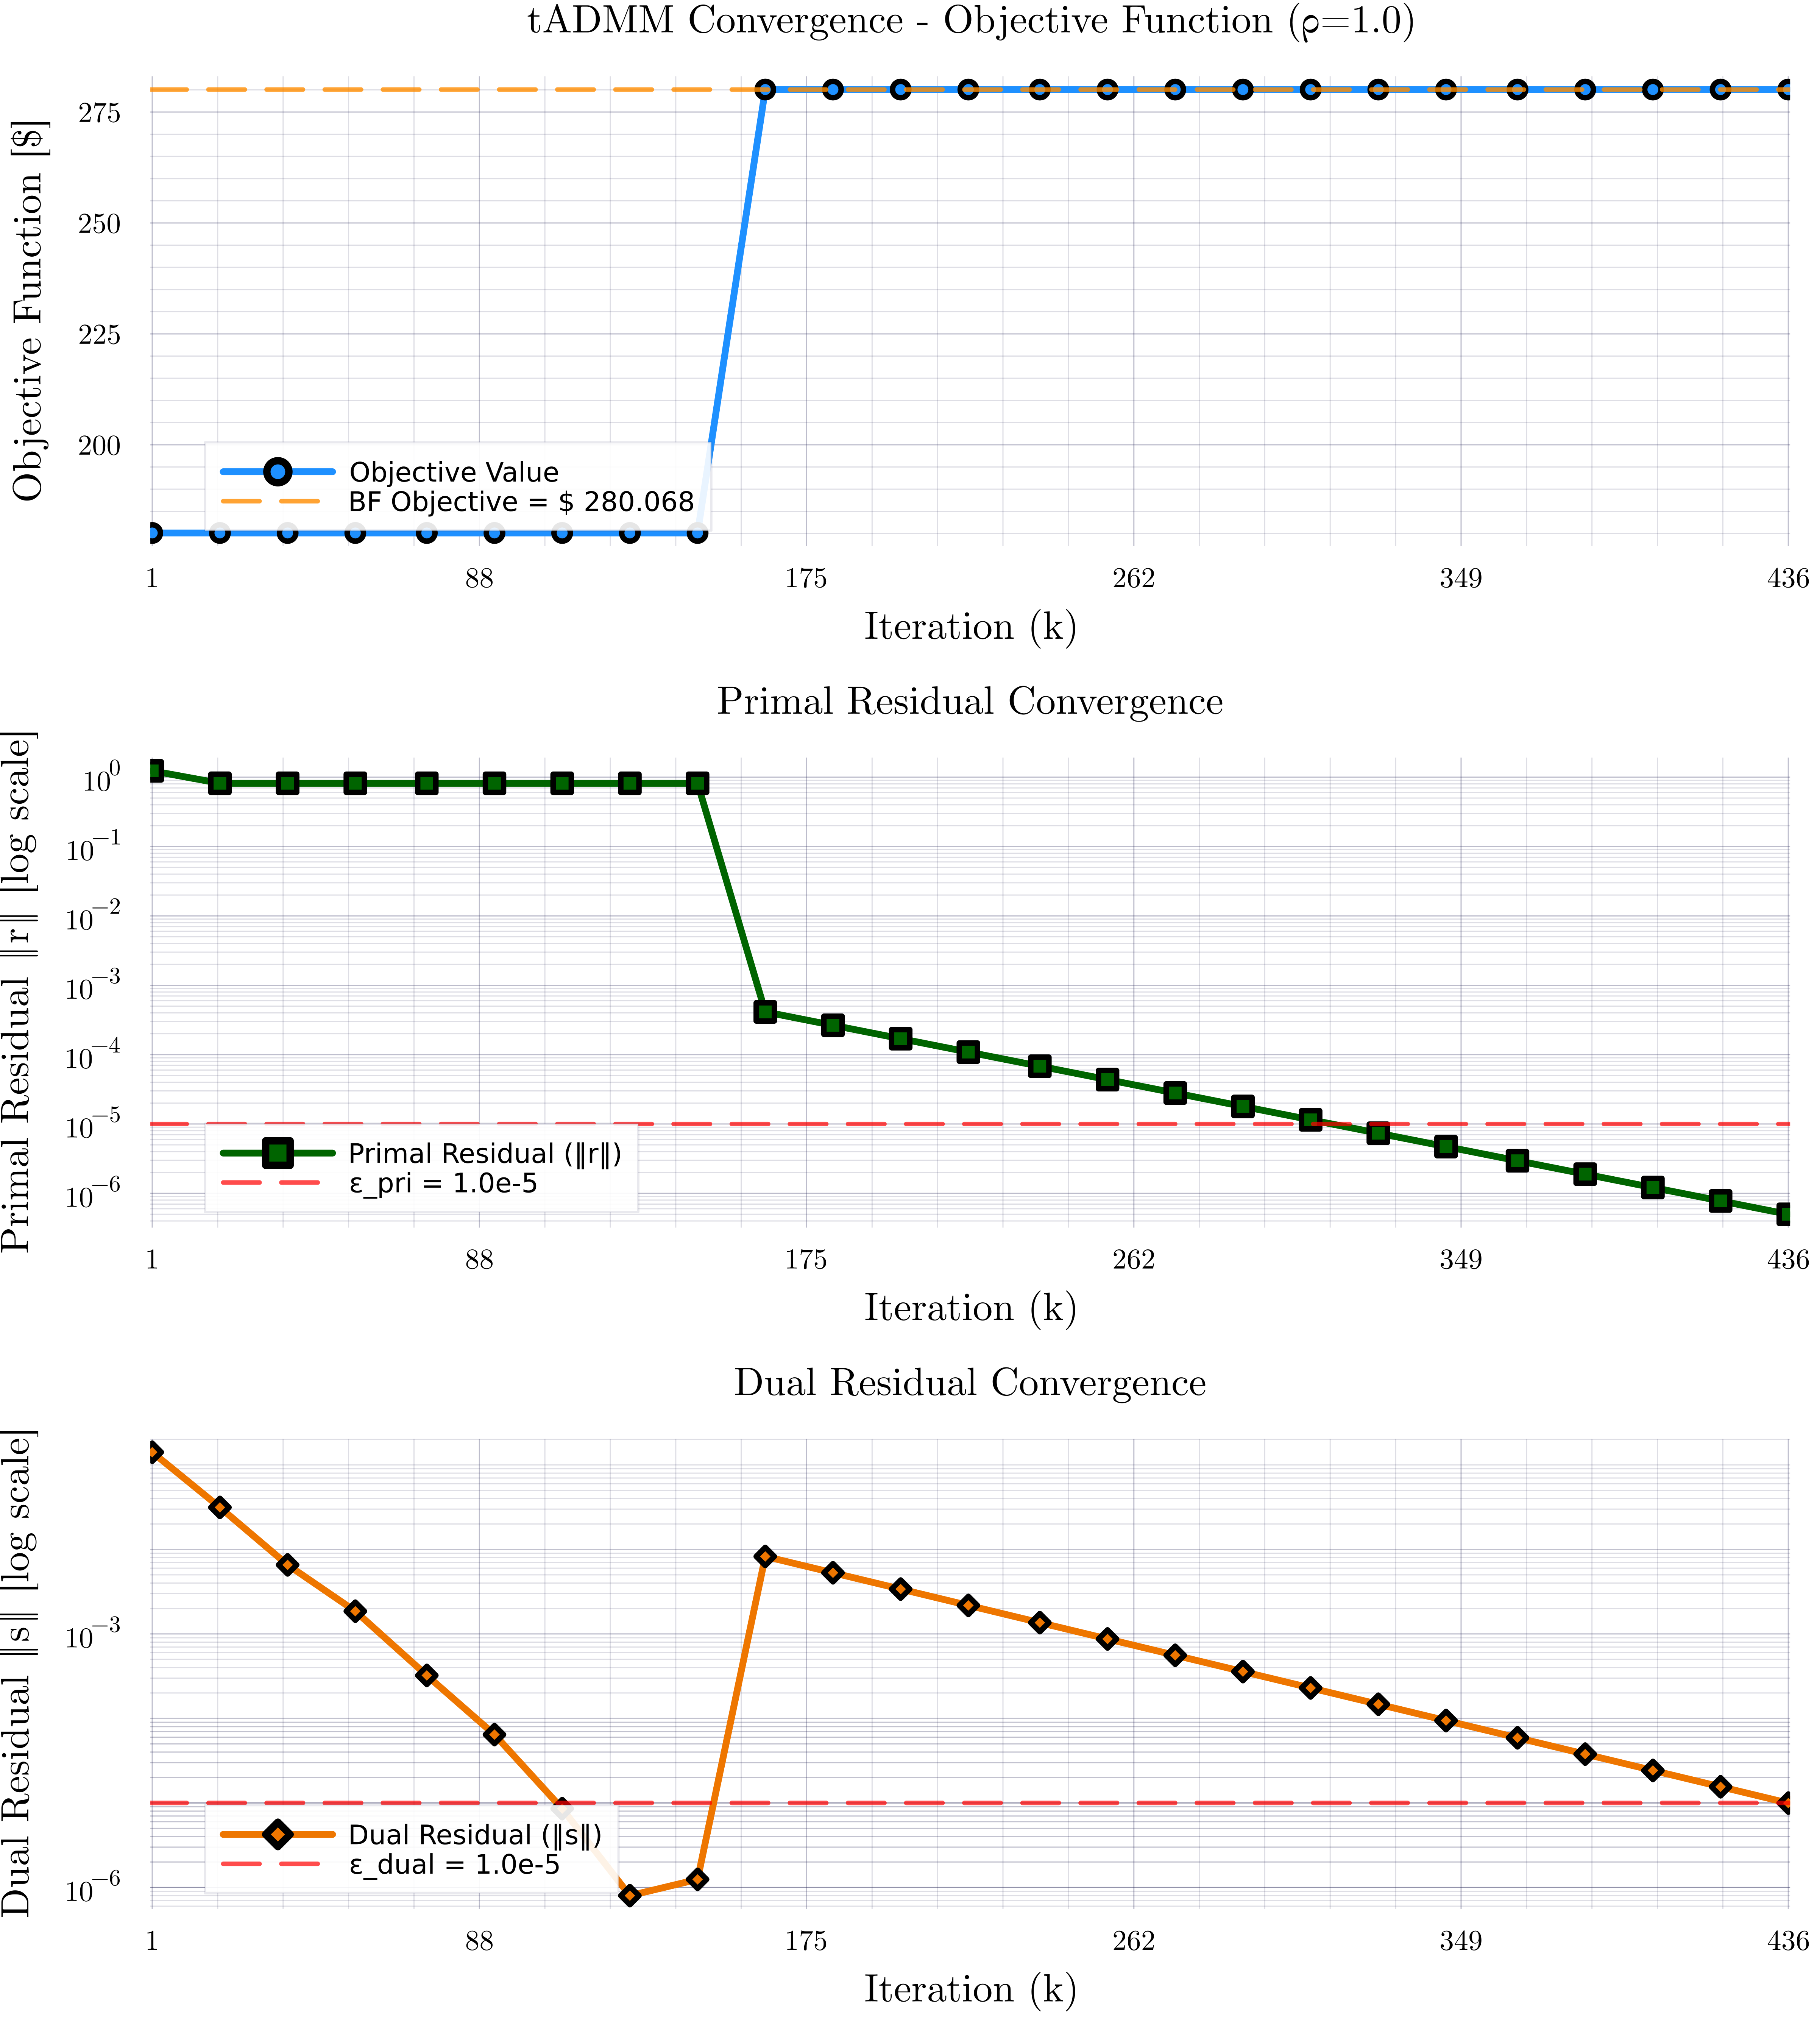 tADMM Convergence - Objective Function (ρ=1.0)
Objective Function [$]
275
250
225
200
Objective Value
BF Objective = $ 280.068
1 88 175 262 349 436
Iteration (k)
Primal Residual Convergence
Primal Residual ‖r‖ [log scale]
10⁰
10⁻¹
10⁻²
10⁻³
10⁻⁴
10⁻⁵
10⁻⁶
Primal Residual (‖r‖)
ε_pri = 1.0e-5
1 88 175 262 349 436
Iteration (k)
Dual Residual Convergence
Dual Residual ‖s‖ [log scale]
10⁻³
10⁻⁶
Dual Residual (‖s‖)
ε_dual = 1.0e-5
1 88 175 262 349 436
Iteration (k)